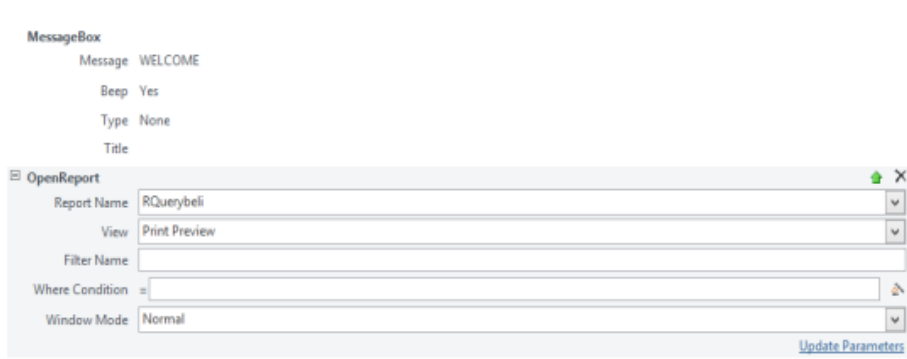 MessageBox
Message WELCOME
Beep Yes
Type None
Title
OpenReport
Report Name RQuerybeli
View Print Preview
Filter Name
Where Condition =
Window Mode Normal
Update Parameters